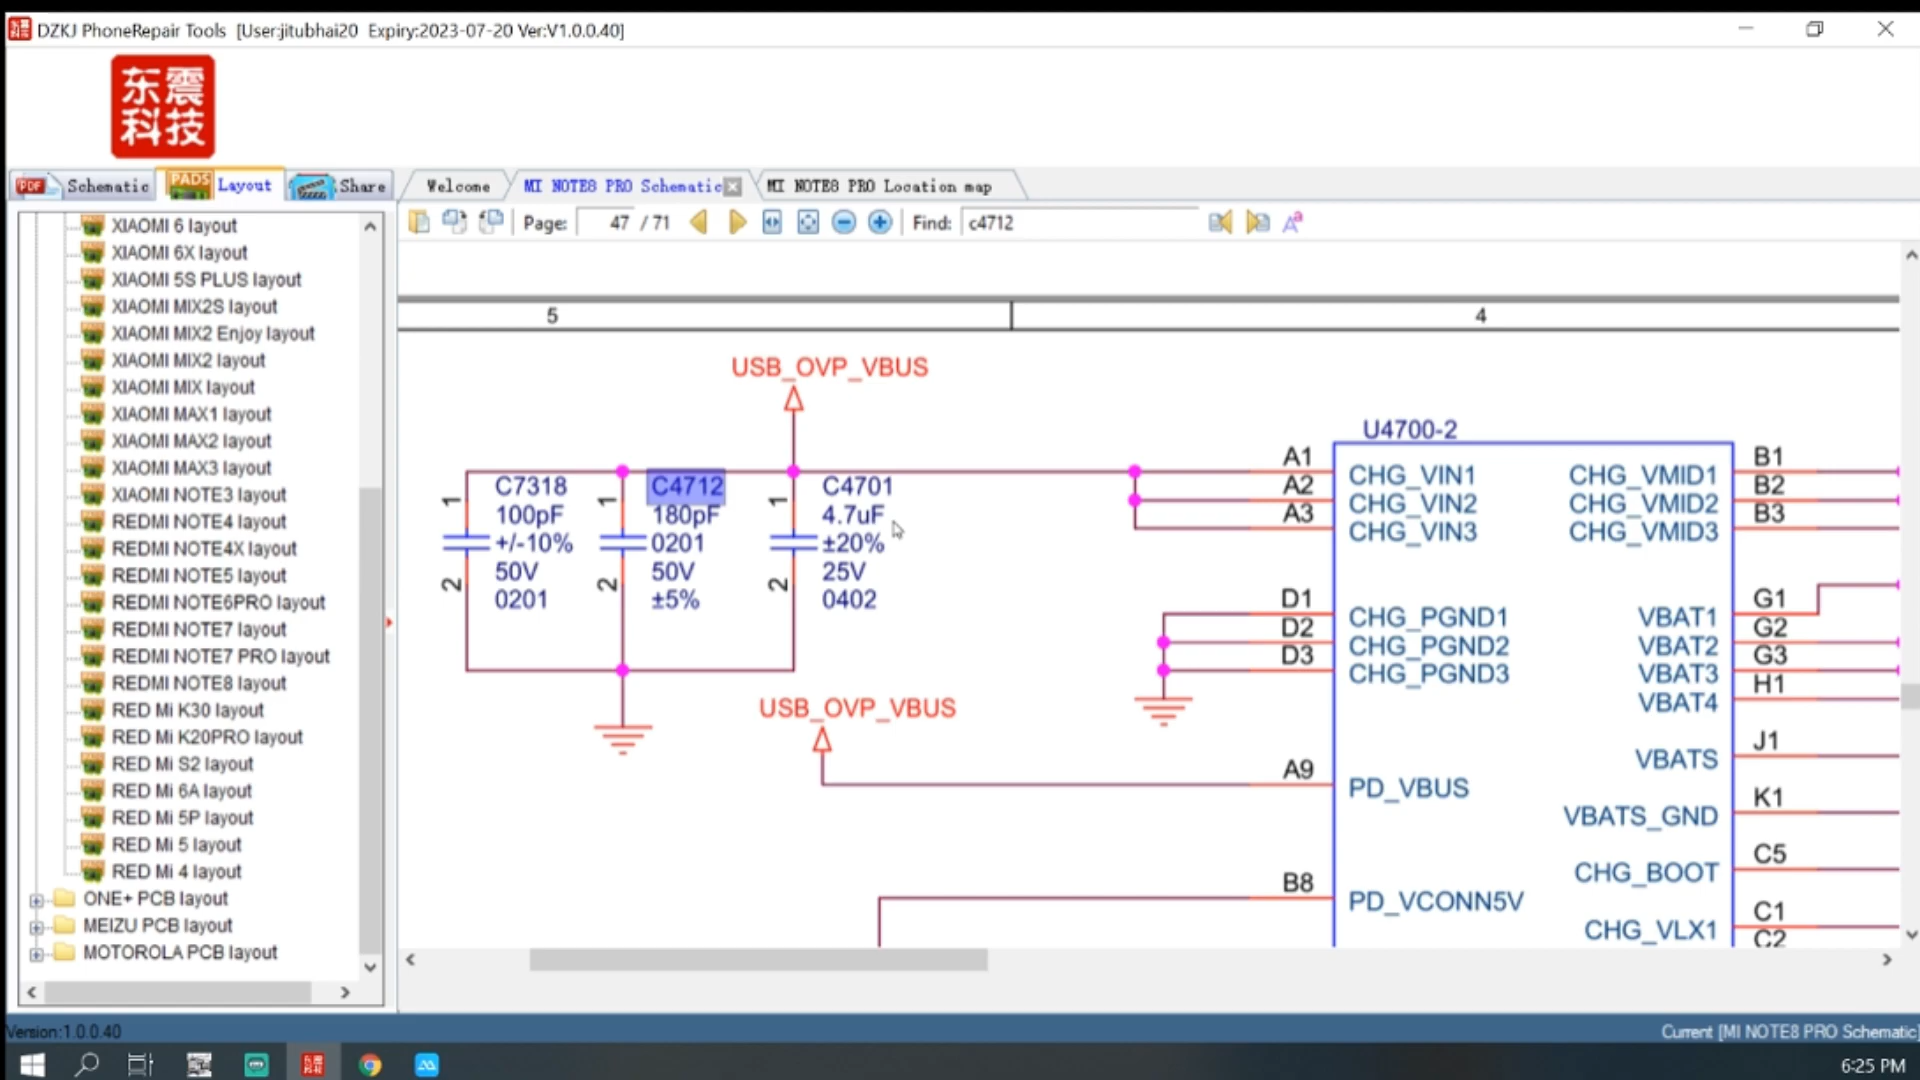 DZKJ PhoneRepair Tools [User:jitubhai20 Expiry:2023-07-20 Ver:V1.0.0.40]
东震
科技
PDF Schematic
PADS Layout
Share
Welcome
MI NOTE8 PRO Schematic
MI NOTE8 PRO Location map
Page: 47 / 71
Find: c4712
XIAOMI 6 layout
XIAOMI 6X layout
XIAOMI 5S PLUS layout
XIAOMI MIX2S layout
XIAOMI MIX2 Enjoy layout
XIAOMI MIX2 layout
XIAOMI MIX layout
XIAOMI MAX1 layout
XIAOMI MAX2 layout
XIAOMI MAX3 layout
XIAOMI NOTE3 layout
REDMI NOTE4 layout
REDMI NOTE4X layout
REDMI NOTE5 layout
REDMI NOTE6PRO layout
REDMI NOTE7 layout
REDMI NOTE7 PRO layout
REDMI NOTE8 layout
RED Mi K30 layout
RED Mi K20PRO layout
RED Mi S2 layout
RED Mi 6A layout
RED Mi 5P layout
RED Mi 5 layout
RED Mi 4 layout
ONE+ PCB layout
MEIZU PCB layout
MOTOROLA PCB layout
5
4
USB_OVP_VBUS
C7318
100pF
+/-10%
50V
0201
1
2
C4712
180pF
0201
50V
±5%
1
2
C4701
4.7uF
±20%
25V
0402
1
2
USB_OVP_VBUS
U4700-2
A1 CHG_VIN1
A2 CHG_VIN2
A3 CHG_VIN3
D1 CHG_PGND1
D2 CHG_PGND2
D3 CHG_PGND3
A9 PD_VBUS
B8 PD_VCONN5V
CHG_VMID1 B1
CHG_VMID2 B2
CHG_VMID3 B3
VBAT1 G1
VBAT2 G2
VBAT3 G3
VBAT4 H1
VBATS J1
VBATS_GND K1
CHG_BOOT C5
CHG_VLX1 C1
C2
Version:1.0.0.40
Current [MI NOTE8 PRO Schematic]
6:25 PM